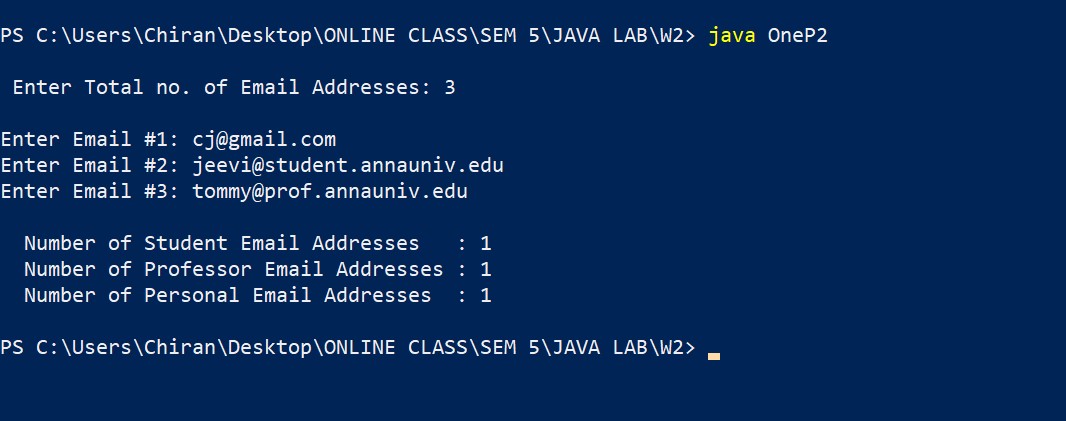 PS C:\Users\Chiran\Desktop\ONLINE CLASS\SEM 5\JAVA LAB\W2> java OneP2
Enter Total no. of Email Addresses: 3
Enter Email #1: cj@gmail.com
Enter Email #2: jeevi@student.annauniv.edu
Enter Email #3: tommy@prof.annauniv.edu
Number of Student Email Addresses   : 1
Number of Professor Email Addresses : 1
Number of Personal Email Addresses  : 1
PS C:\Users\Chiran\Desktop\ONLINE CLASS\SEM 5\JAVA LAB\W2>